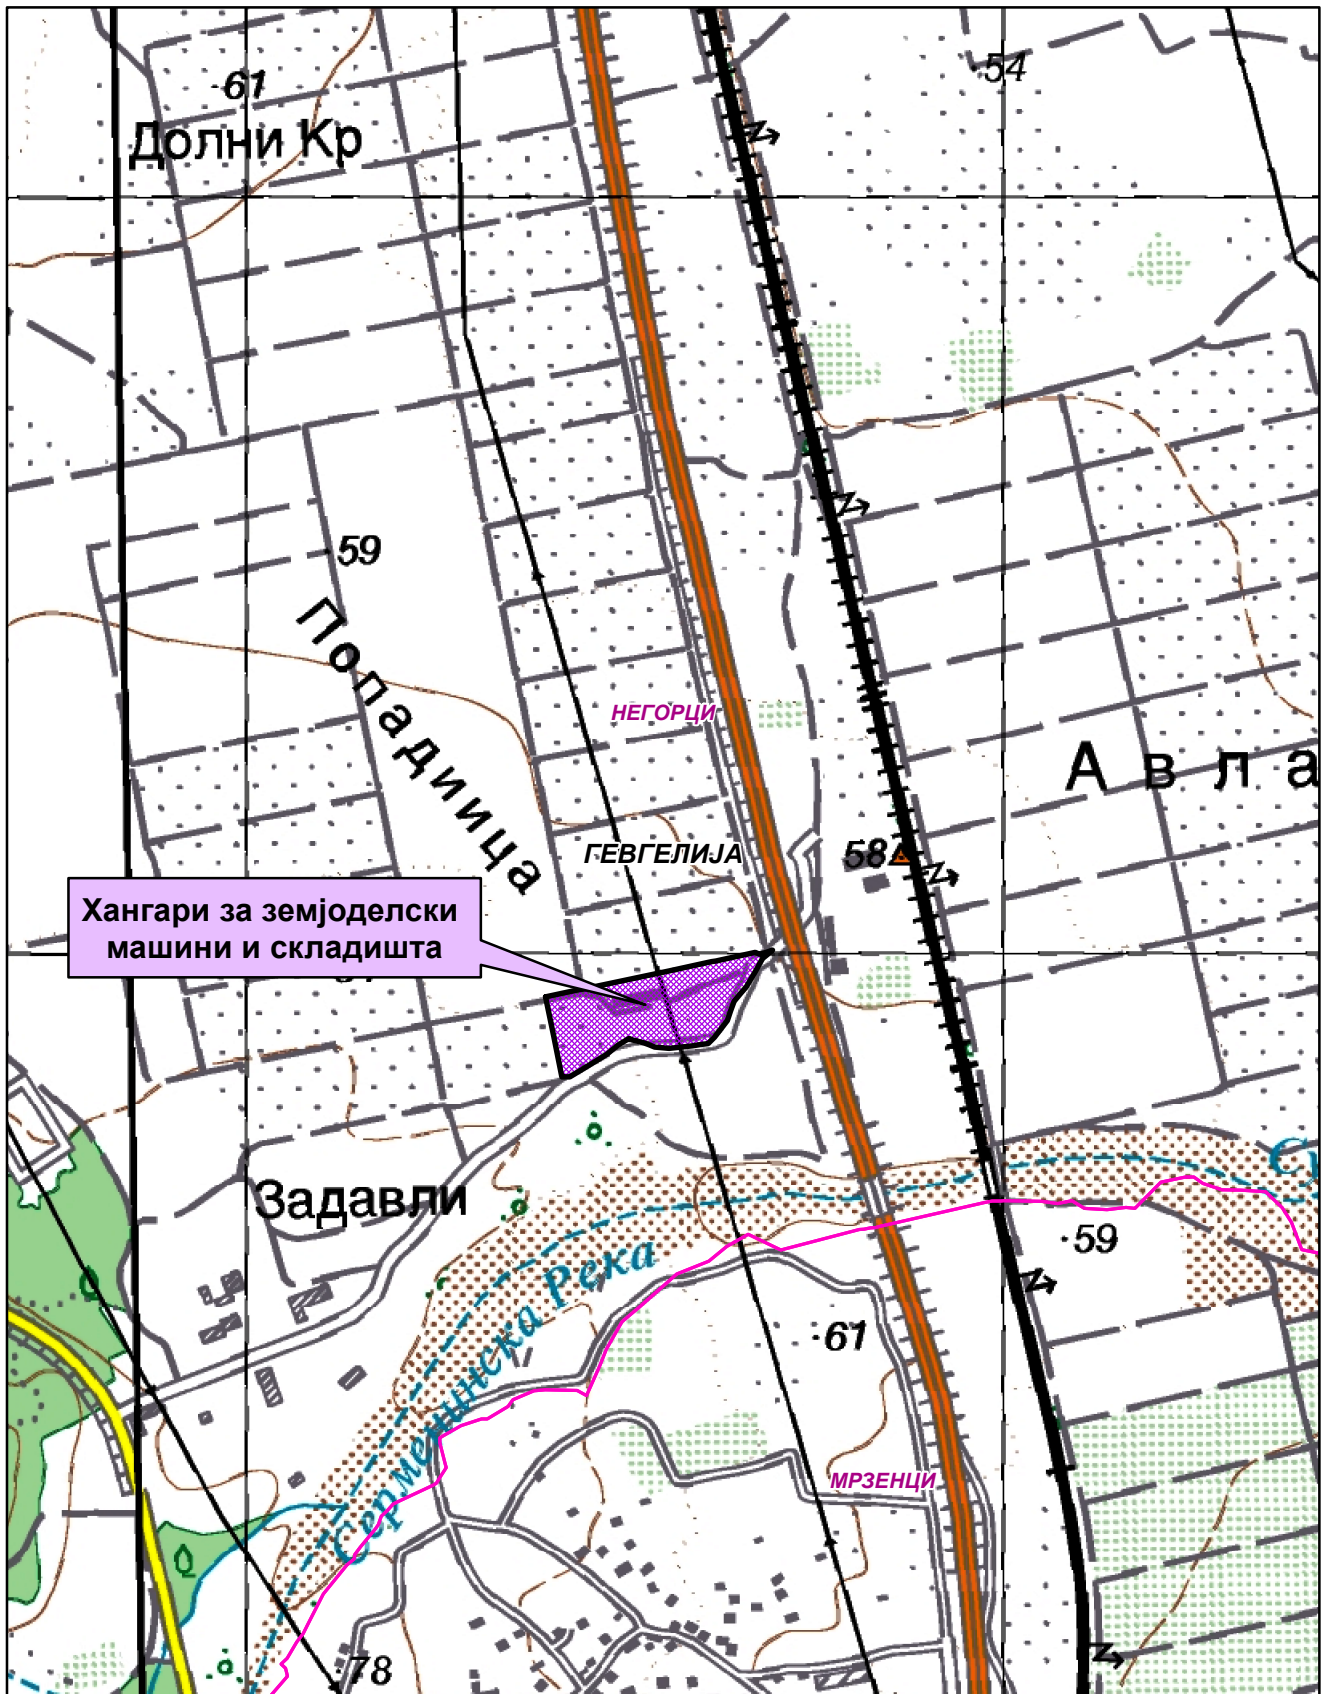 54
61
Долни Кр
59
Попадиица
НЕГОРЦИ
Авла
ГЕВГЕЛИЈА
58
Хангари за земјоделски
машини и складишта
Задавли
59
Серменинска Река
61
МРЗЕНЦИ
78